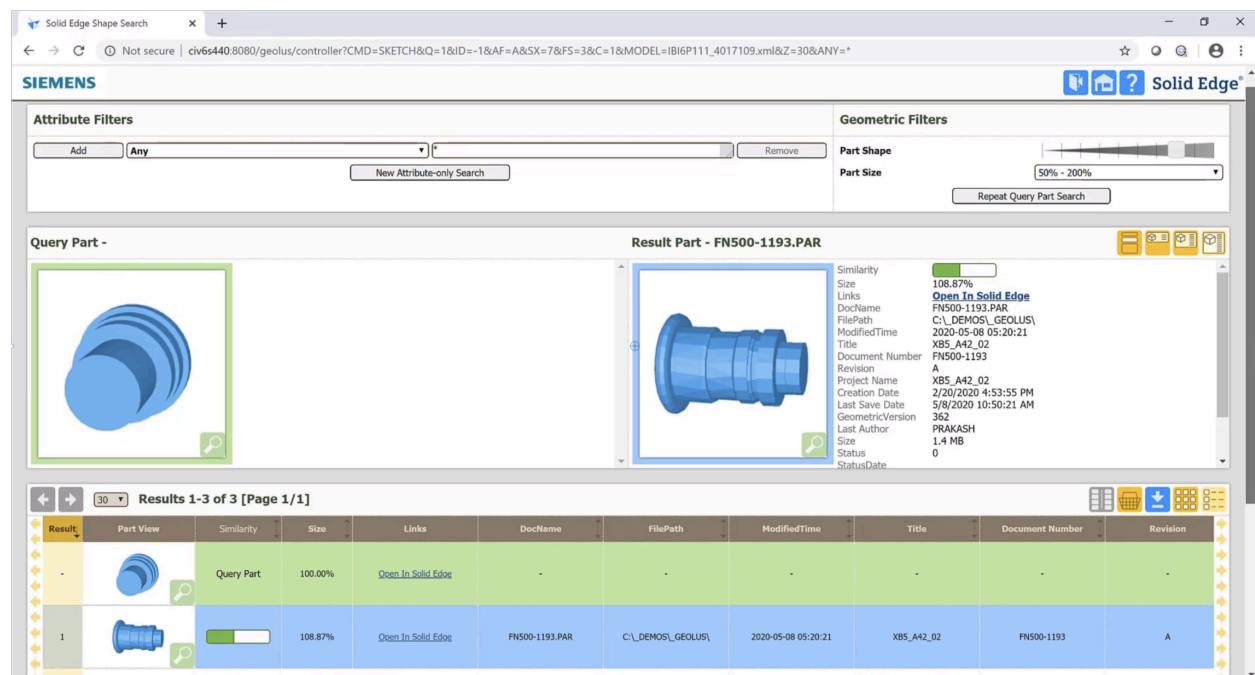 Solid Edge Shape Search
Not secure | civ6s440:8080/geolus/controller?CMD=SKETCH&Q=1&ID=-1&AF=A&SX=7&FS=3&C=1&MODEL=IBI6P111_4017109.xml&Z=30&ANY=*
SIEMENS
? Solid Edge®
Attribute Filters
Add Any * Remove
New Attribute-only Search
Geometric Filters
Part Shape
Part Size 50% - 200%
Repeat Query Part Search
Query Part -
Result Part - FN500-1193.PAR
Similarity
Size 108.87%
Links Open In Solid Edge
DocName FN500-1193.PAR
FilePath C:\_DEMOS\_GEOLUS\
ModifiedTime 2020-05-08 05:20:21
Title XB5_A42_02
Document Number FN500-1193
Revision A
Project Name XB5_A42_02
Creation Date 2/20/2020 4:53:55 PM
Last Save Date 5/8/2020 10:50:21 AM
GeometricVersion 362
Last Author PRAKASH
Size 1.4 MB
Status 0
StatusDate
30 Results 1-3 of 3 [Page 1/1]
Result Part View Similarity Size Links DocName FilePath ModifiedTime Title Document Number Revision
- Query Part 100.00% Open In Solid Edge - - - - - -
1 108.87% Open In Solid Edge FN500-1193.PAR C:\_DEMOS\_GEOLUS\ 2020-05-08 05:20:21 XB5_A42_02 FN500-1193 A